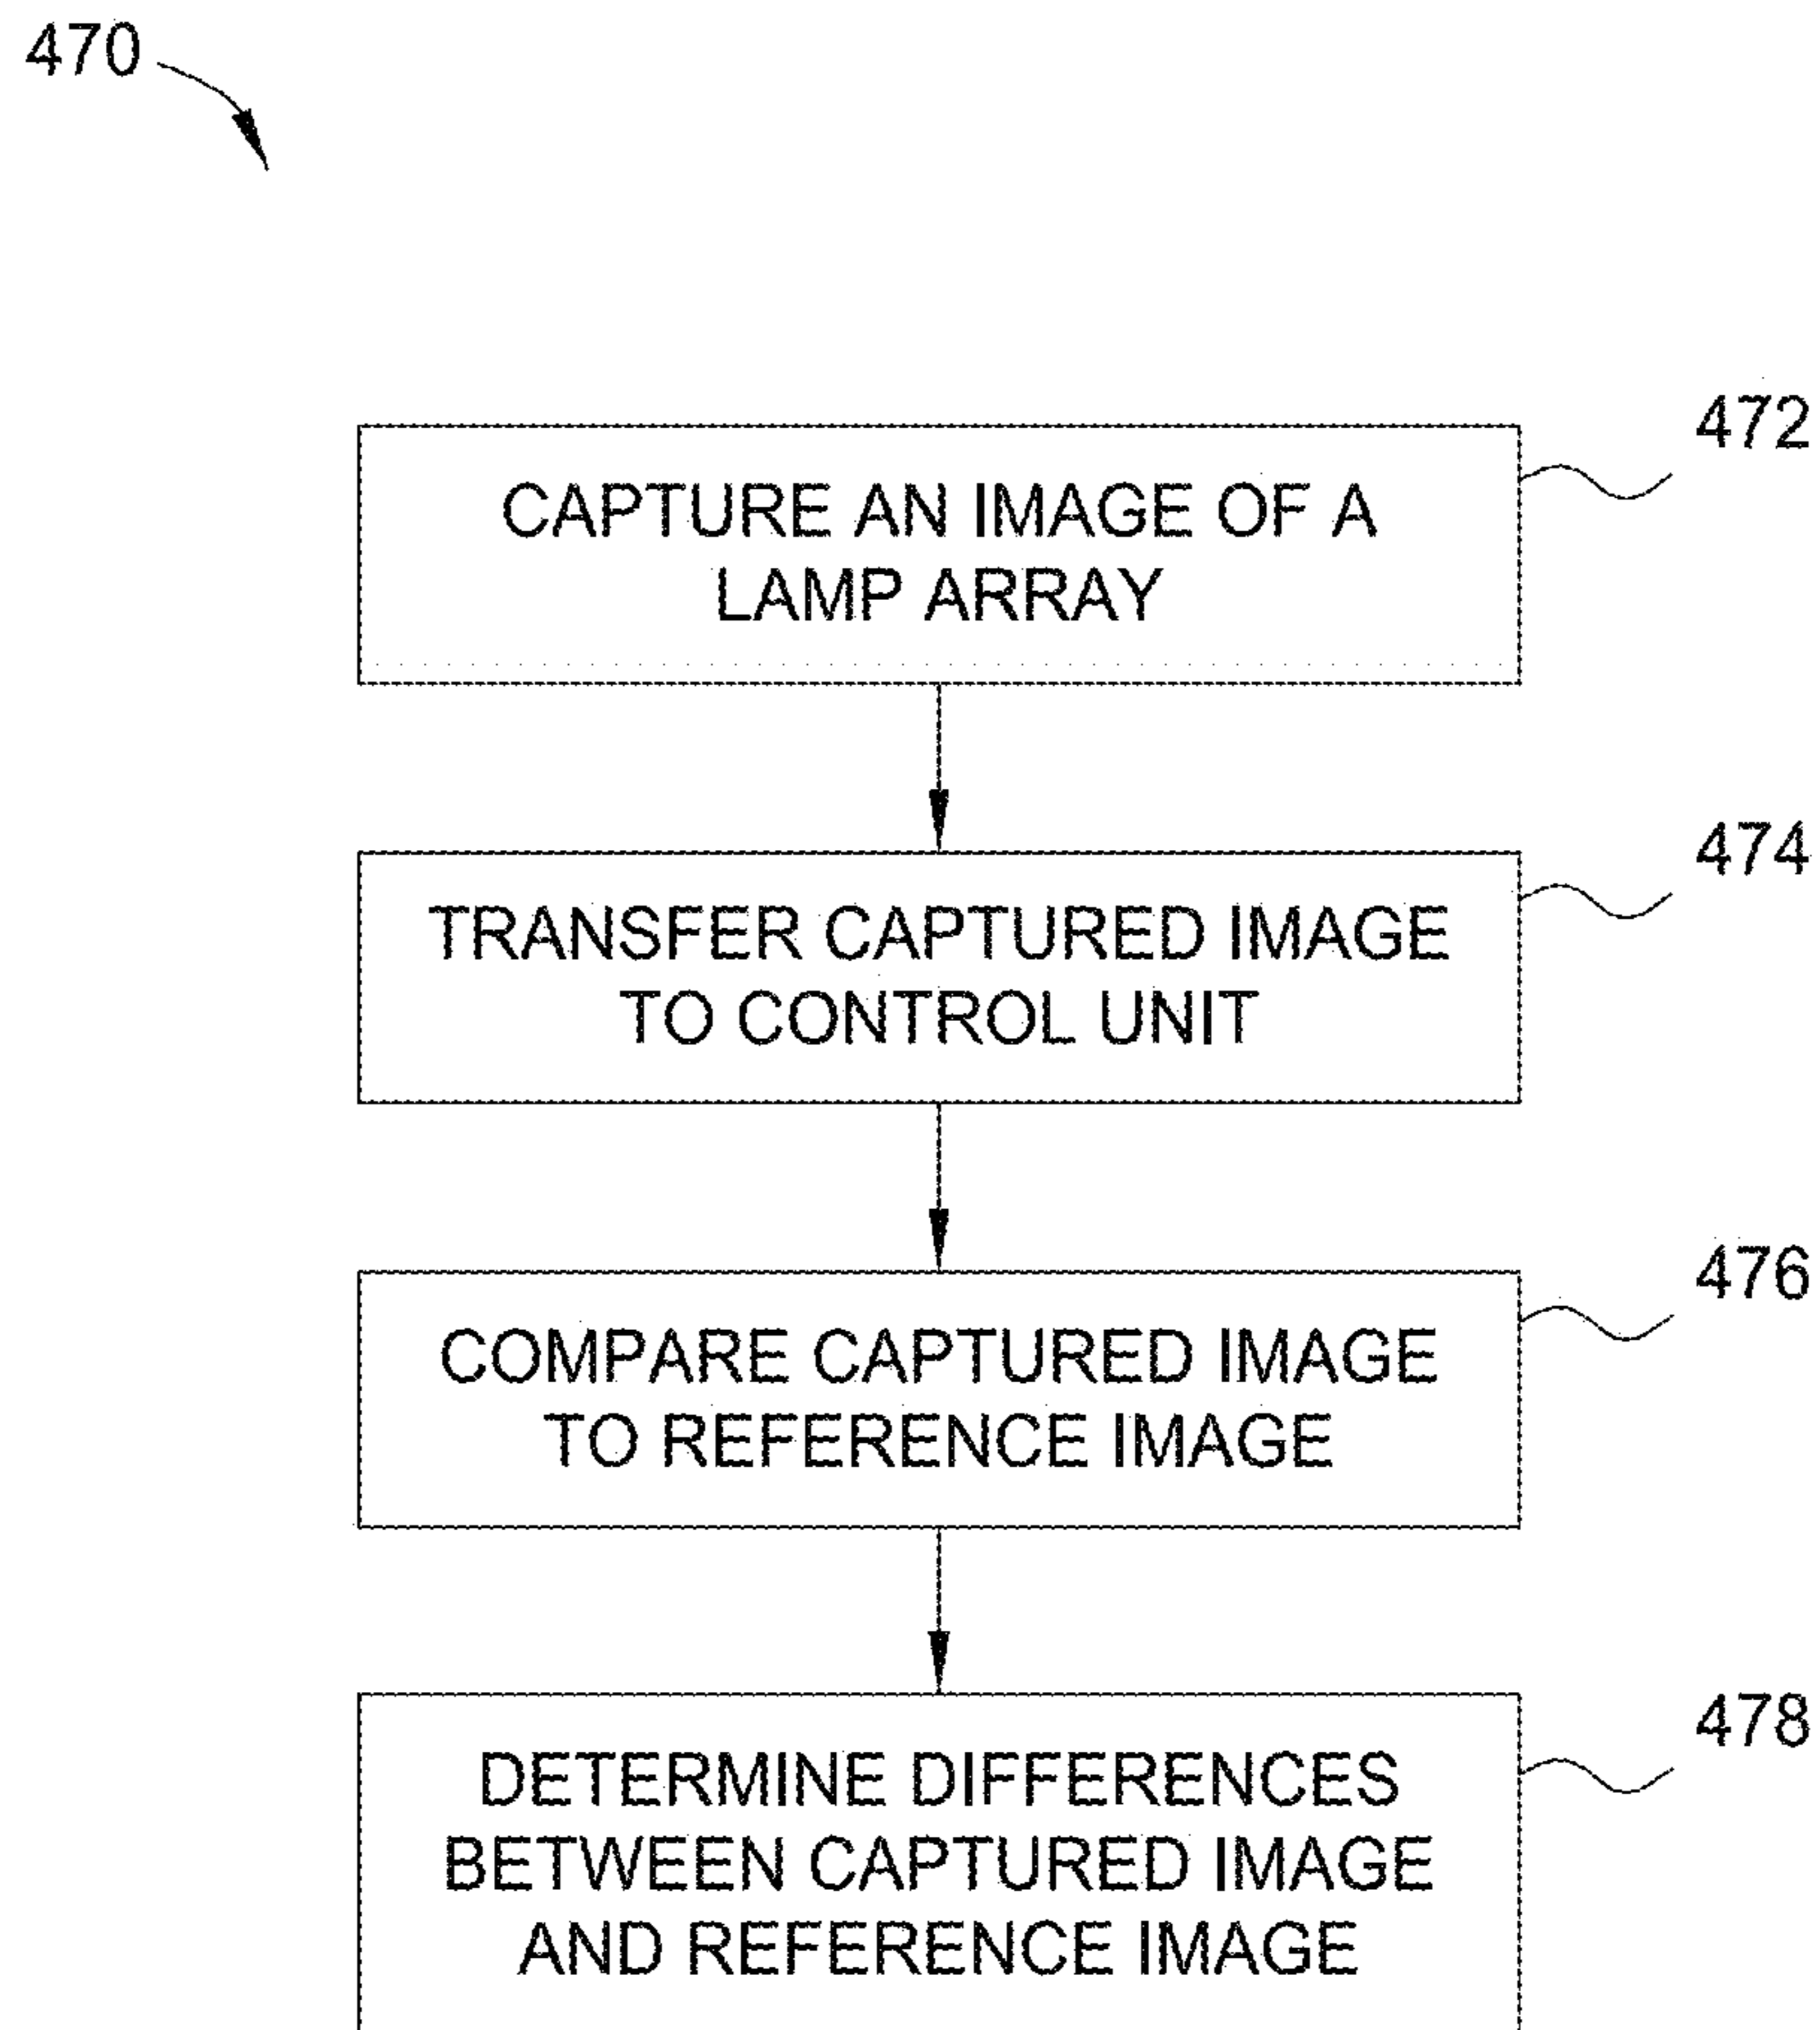 470
472
CAPTURE AN IMAGE OF A
LAMP ARRAY
474
TRANSFER CAPTURED IMAGE
TO CONTROL UNIT
476
COMPARE CAPTURED IMAGE
TO REFERENCE IMAGE
478
DETERMINE DIFFERENCES
BETWEEN CAPTURED IMAGE
AND REFERENCE IMAGE